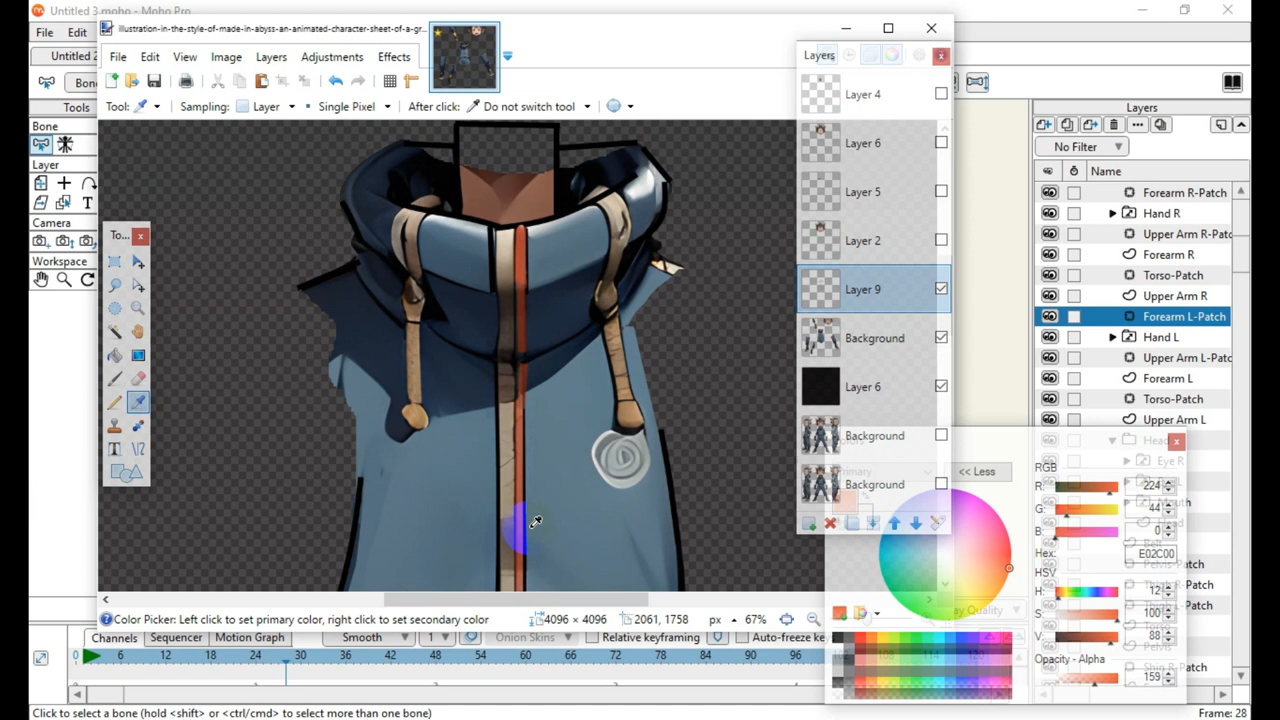 Untitled 3.moho - Moho Pro
File Edit
Untitled 2
Tools
Bone
Layer
Camera
Workspace
illustration-in-the-style-of-made-in-abyss-an-animated-character-sheet-of-a-gr...
File Edit View Image Layers Adjustments Effects
Tool: Sampling: Layer Single Pixel After click: Do not switch tool
To...
Layers
Layer 4
Layer 6
Layer 5
Layer 2
Layer 9
Background
Layer 6
Background
Background
<< Less
RGB
R: 224
G: 44
B: 0
Hex: E02C00
HSV
H: 12
S: 100
V: 88
Opacity - Alpha
159
Color Picker: Left click to set primary color, right click to set secondary color 4096 × 4096 2061, 1758 px 67%
Layers
No Filter
Name
Forearm R-Patch
Hand R
Upper Arm R-Patc
Forearm R
Torso-Patch
Upper Arm R
Forearm L-Patch
Hand L
Upper Arm L-Patc
Forearm L
Torso-Patch
Upper Arm L
Eye R
Channels Sequencer Motion Graph Smooth 1 Onion Skins Relative keyframing Auto-freeze key
0 6 12 18 24 30 36 42 48 54 60 66 72 78 84 90 96
Click to select a bone (hold <shift> or <ctrl/cmd> to select more than one bone) Frame: 28